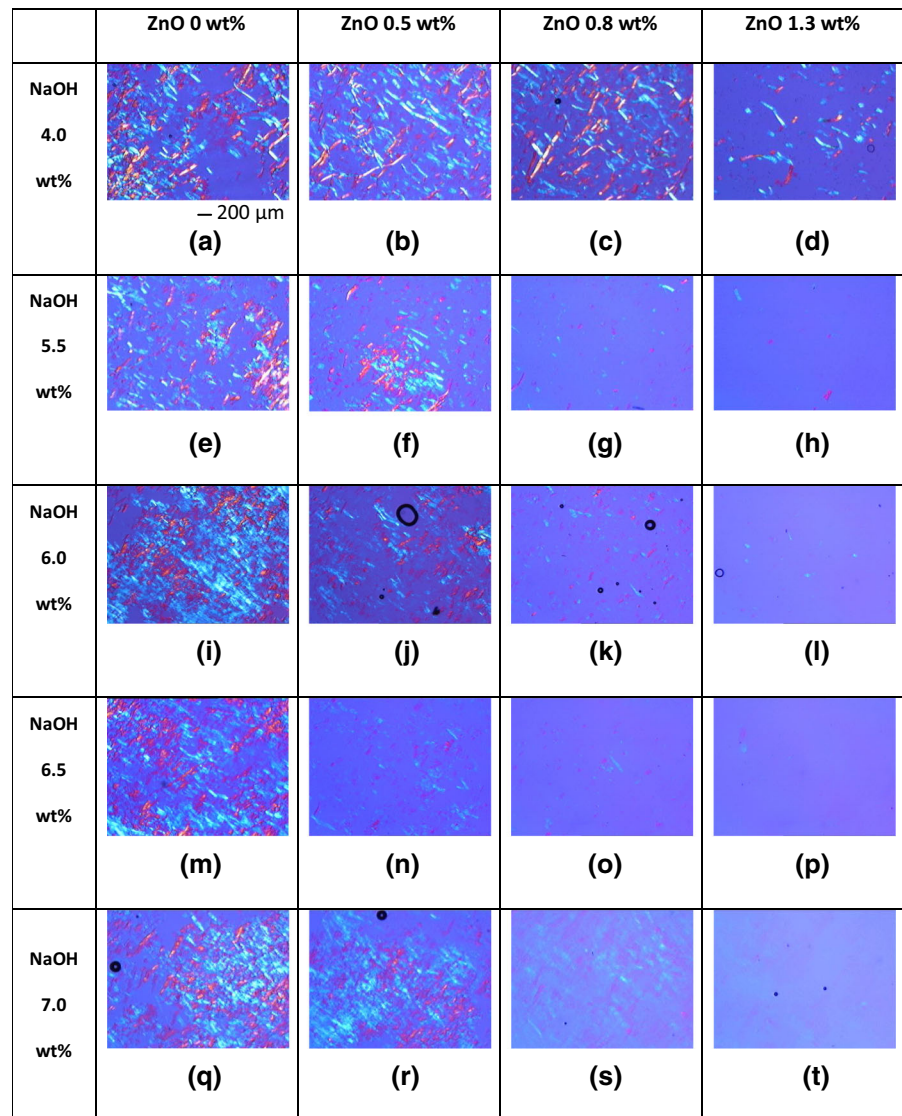 ZnO 0 wt% ZnO 0.5 wt% ZnO 0.8 wt% ZnO 1.3 wt%
NaOH
4.0
wt%
200 µm
(a) (b) (c) (d)
NaOH
5.5
wt%
(e) (f) (g) (h)
NaOH
6.0
wt%
(i) (j) (k) (l)
NaOH
6.5
wt%
(m) (n) (o) (p)
NaOH
7.0
wt%
(q) (r) (s) (t)